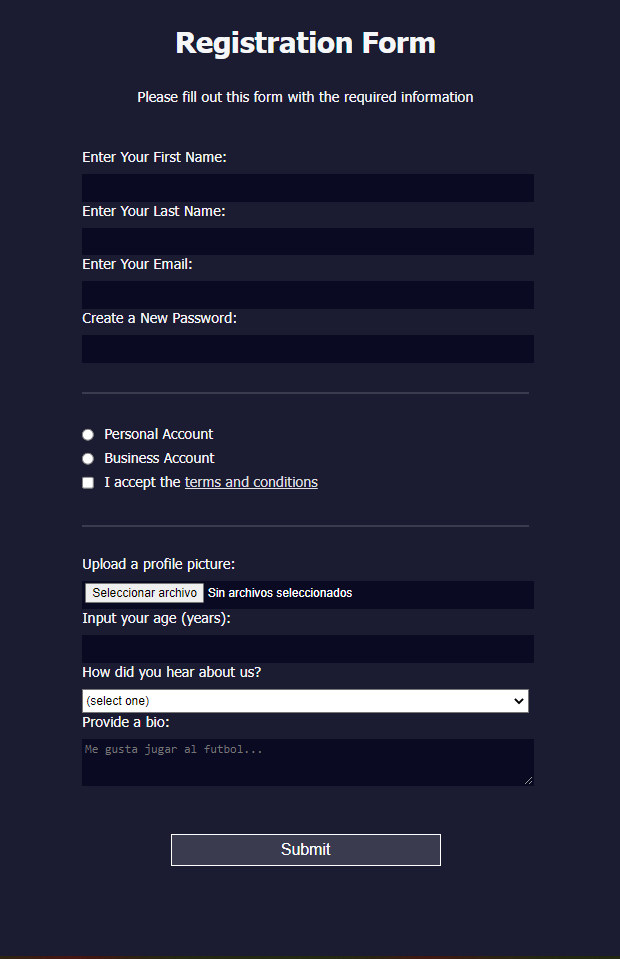 Registration Form
Please fill out this form with the required information
Enter Your First Name:
Enter Your Last Name:
Enter Your Email:
Create a New Password:
Personal Account
Business Account
I accept the terms and conditions
Upload a profile picture:
Seleccionar archivo Sin archivos seleccionados
Input your age (years):
How did you hear about us?
(select one)
Provide a bio:
Me gusta jugar al futbol...
Submit